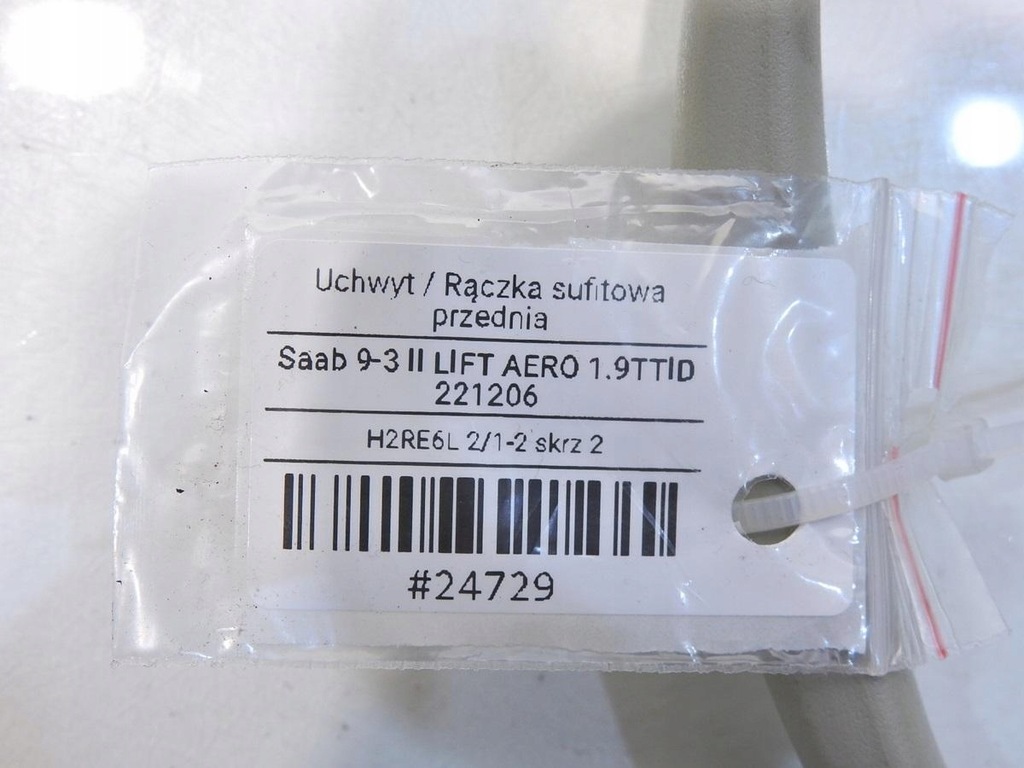 Uchwyt / Rączka sufitowa
przednia
Saab 9-3 II LIFT AERO 1.9TTID
221206
H2RE6L 2/1-2 skrz 2
#24729